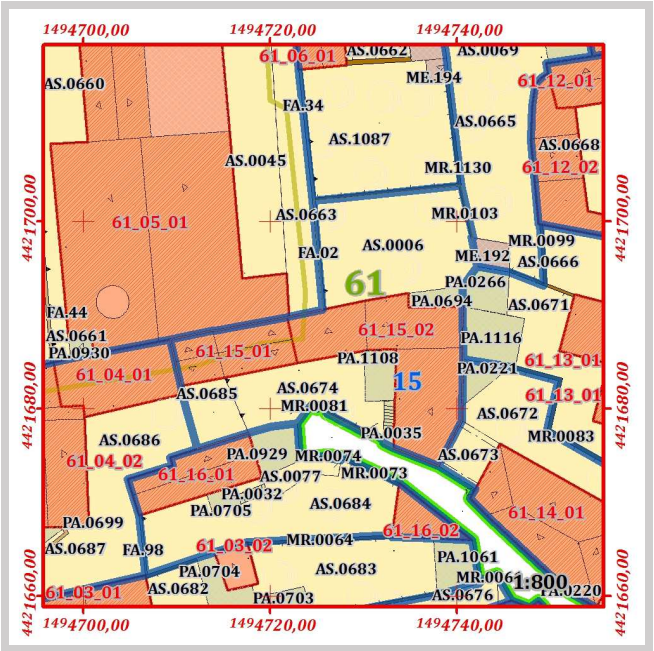 1494700,00 1494720,00 1494740,00
AS.0662 AS.0069
61_06_01
AS.0660 ME.194 61_12_01
FA.34
AS.0665
AS.1087 AS.0668
AS.0045 MR.1130 61_12_02
4421700,00 61_05_01 AS.0663 MR.0103 4421700,00
FA.02 AS.0006 MR.0099
ME.192 AS.0666
61 PA.0266
PA.0694 AS.0671
FA.44
AS.0661 61_15_02 PA.1116
PA.0930 61_15_01 PA.1108 61_13_01
61_04_01 15 PA.0221
4421680,00 AS.0685 AS.0674 61_13_01 4421680,00
MR.0081 AS.0672
AS.0686 PA.0035 MR.0083
61_04_02 PA.0929 MR.0074 AS.0673
61_16_01 AS.0077 MR.0073
PA.0032
PA.0705 AS.0684 61_14_01
PA.0699 61_16_02
AS.0687 FA.98 61_03_02 MR.0064
PA.1061
PA.0704 AS.0683
61_03_01 AS.0682 1:800
4421660,00 PA.0703 AS.0676 PA.0220 4421660,00
1494700,00 1494720,00 1494740,00